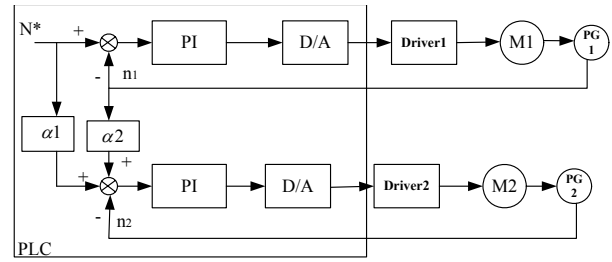 N*
+
PI
D/A
Driver1
M1
PG
1
-
n1
α1
α2
+
+
PI
D/A
Driver2
M2
PG
2
-
n2
PLC